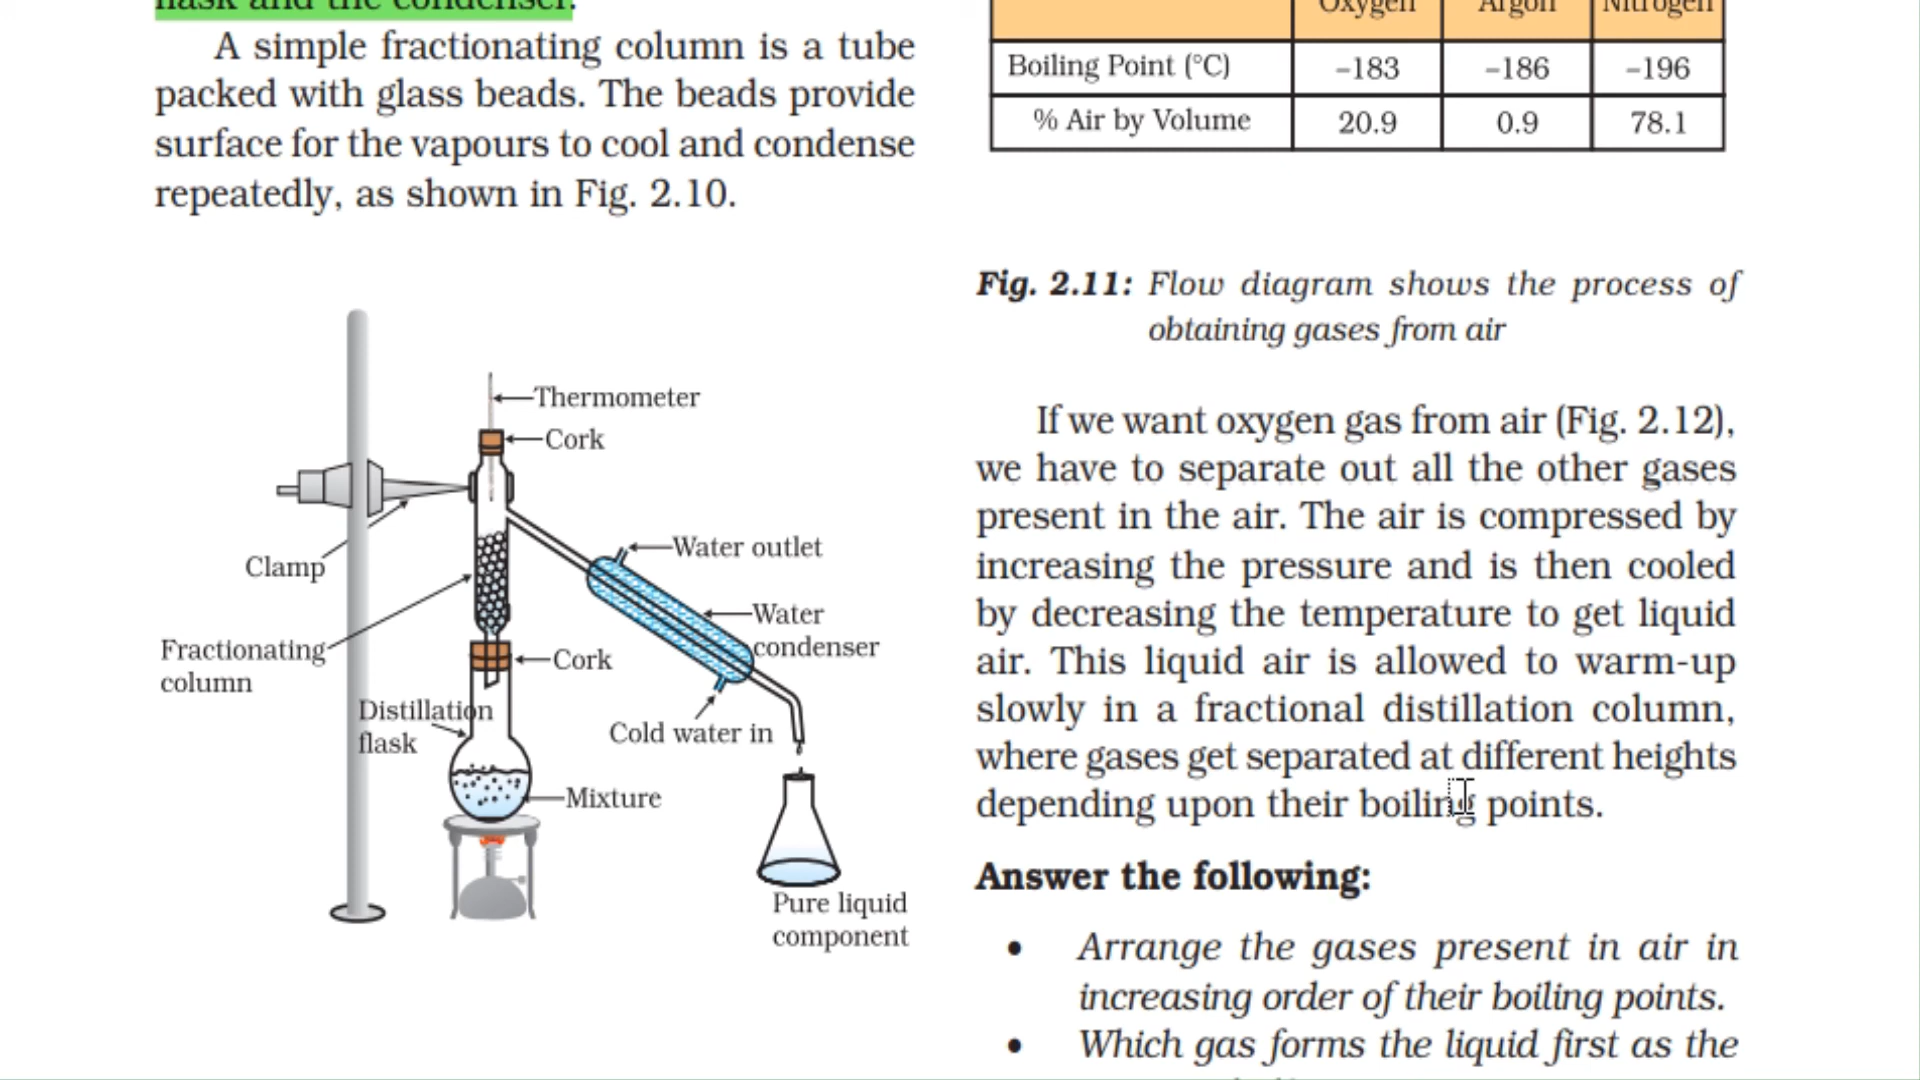 flask and the condenser.
A simple fractionating column is a tube
packed with glass beads. The beads provide
surface for the vapours to cool and condense
repeatedly, as shown in Fig. 2.10.
Thermometer
Cork
Clamp
Water outlet
Water
condenser
Fractionating
column
Cork
Distillation
flask
Cold water in
Mixture
Pure liquid
component
Oxygen Argon Nitrogen
Boiling Point (°C) –183 –186 –196
% Air by Volume 20.9 0.9 78.1
Fig. 2.11: Flow diagram shows the process of
obtaining gases from air
If we want oxygen gas from air (Fig. 2.12),
we have to separate out all the other gases
present in the air. The air is compressed by
increasing the pressure and is then cooled
by decreasing the temperature to get liquid
air. This liquid air is allowed to warm-up
slowly in a fractional distillation column,
where gases get separated at different heights
depending upon their boiling points.
Answer the following:
• Arrange the gases present in air in
increasing order of their boiling points.
• Which gas forms the liquid first as the